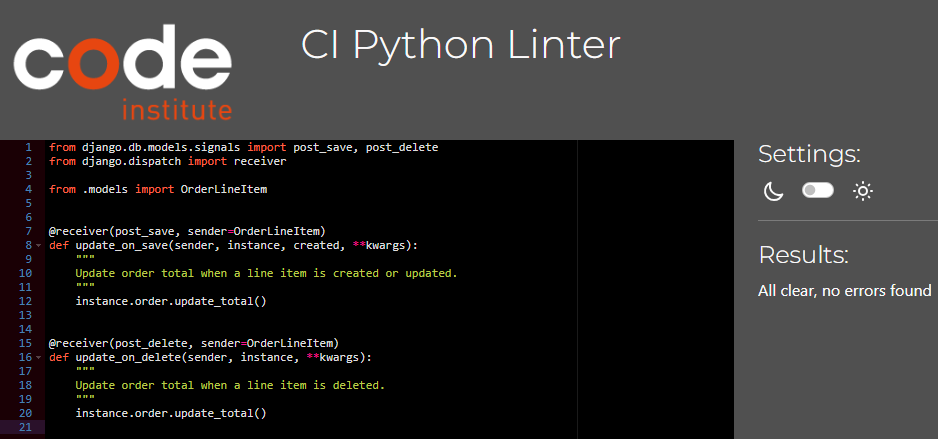 code
institute
CI Python Linter
1 from django.db.models.signals import post_save, post_delete
2 from django.dispatch import receiver
3
4 from .models import OrderLineItem
5
6
7 @receiver(post_save, sender=OrderLineItem)
8 def update_on_save(sender, instance, created, **kwargs):
9     """
10     Update order total when a line item is created or updated.
11     """
12     instance.order.update_total()
13
14
15 @receiver(post_delete, sender=OrderLineItem)
16 def update_on_delete(sender, instance, **kwargs):
17     """
18     Update order total when a line item is deleted.
19     """
20     instance.order.update_total()
21
Settings:
Results:
All clear, no errors found